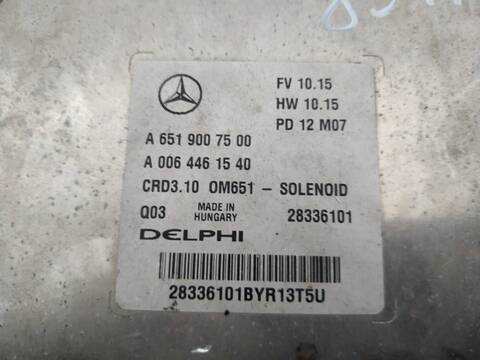 FV 10.15
HW 10.15
PD 12 M07
A 651 900 75 00
A 006 446 15 40
CRD3.10 OM651 - SOLENOID
Q03 MADE IN HUNGARY 28336101
DELPHI
28336101BYR13T5U